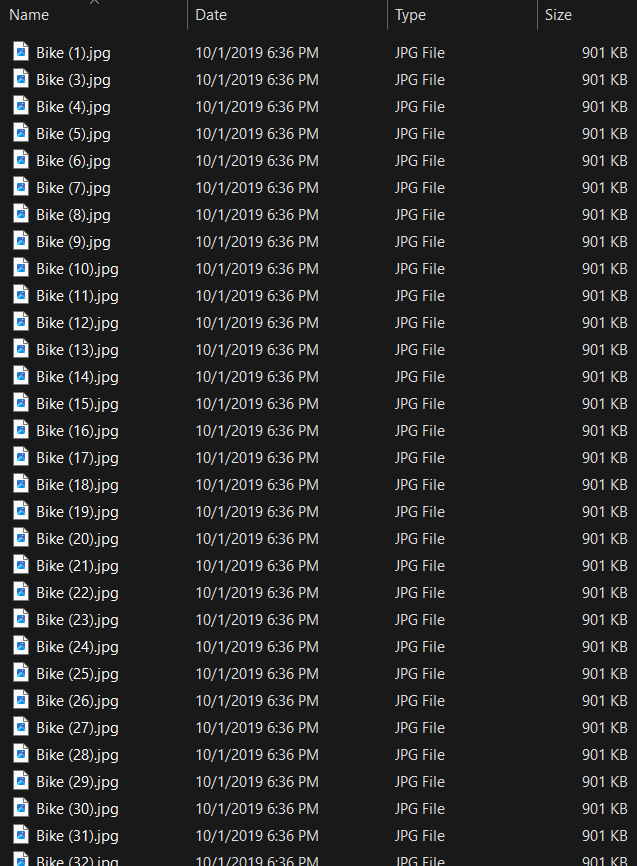 Name Date Type Size
Bike (1).jpg 10/1/2019 6:36 PM JPG File 901 KB
Bike (3).jpg 10/1/2019 6:36 PM JPG File 901 KB
Bike (4).jpg 10/1/2019 6:36 PM JPG File 901 KB
Bike (5).jpg 10/1/2019 6:36 PM JPG File 901 KB
Bike (6).jpg 10/1/2019 6:36 PM JPG File 901 KB
Bike (7).jpg 10/1/2019 6:36 PM JPG File 901 KB
Bike (8).jpg 10/1/2019 6:36 PM JPG File 901 KB
Bike (9).jpg 10/1/2019 6:36 PM JPG File 901 KB
Bike (10).jpg 10/1/2019 6:36 PM JPG File 901 KB
Bike (11).jpg 10/1/2019 6:36 PM JPG File 901 KB
Bike (12).jpg 10/1/2019 6:36 PM JPG File 901 KB
Bike (13).jpg 10/1/2019 6:36 PM JPG File 901 KB
Bike (14).jpg 10/1/2019 6:36 PM JPG File 901 KB
Bike (15).jpg 10/1/2019 6:36 PM JPG File 901 KB
Bike (16).jpg 10/1/2019 6:36 PM JPG File 901 KB
Bike (17).jpg 10/1/2019 6:36 PM JPG File 901 KB
Bike (18).jpg 10/1/2019 6:36 PM JPG File 901 KB
Bike (19).jpg 10/1/2019 6:36 PM JPG File 901 KB
Bike (20).jpg 10/1/2019 6:36 PM JPG File 901 KB
Bike (21).jpg 10/1/2019 6:36 PM JPG File 901 KB
Bike (22).jpg 10/1/2019 6:36 PM JPG File 901 KB
Bike (23).jpg 10/1/2019 6:36 PM JPG File 901 KB
Bike (24).jpg 10/1/2019 6:36 PM JPG File 901 KB
Bike (25).jpg 10/1/2019 6:36 PM JPG File 901 KB
Bike (26).jpg 10/1/2019 6:36 PM JPG File 901 KB
Bike (27).jpg 10/1/2019 6:36 PM JPG File 901 KB
Bike (28).jpg 10/1/2019 6:36 PM JPG File 901 KB
Bike (29).jpg 10/1/2019 6:36 PM JPG File 901 KB
Bike (30).jpg 10/1/2019 6:36 PM JPG File 901 KB
Bike (31).jpg 10/1/2019 6:36 PM JPG File 901 KB
Bike (32).jpg 10/1/2019 6:36 PM JPG File 901 KB